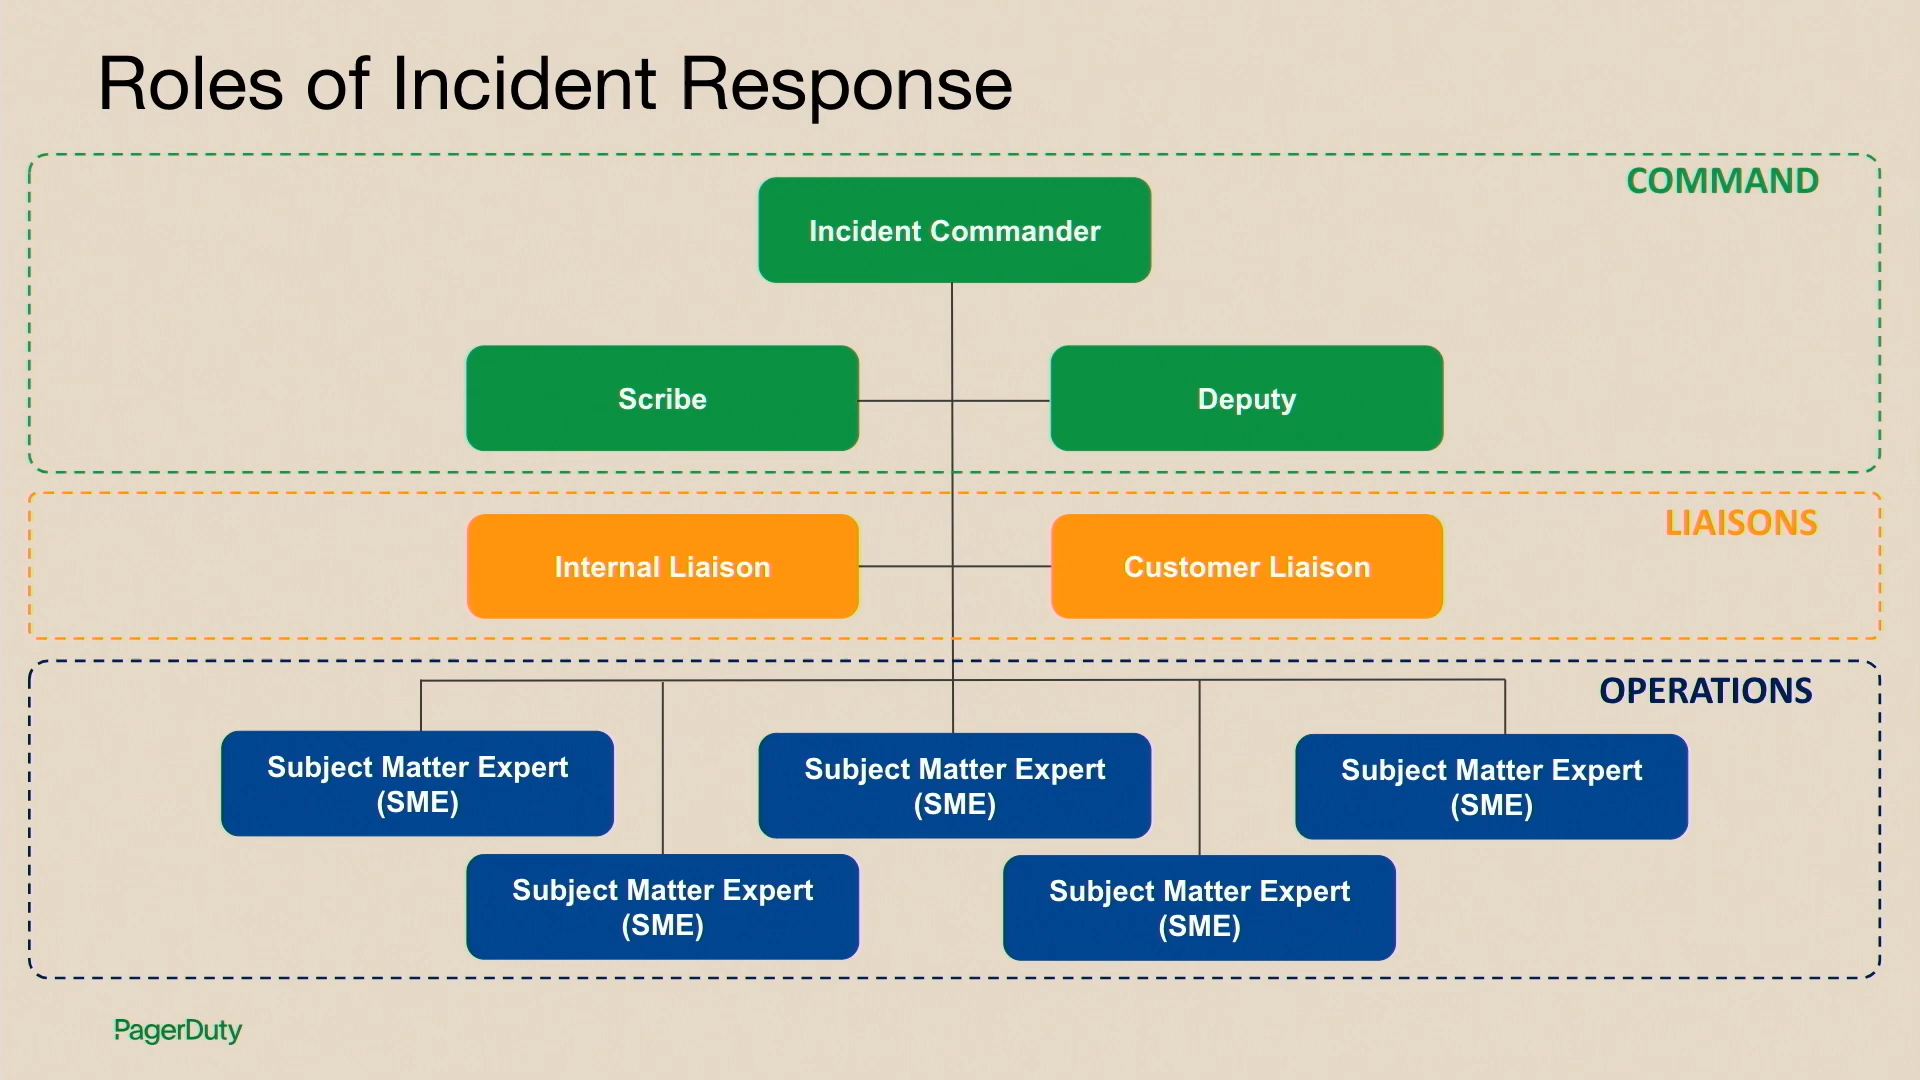 Roles of Incident Response
COMMAND
Incident Commander
Scribe
Deputy
LIAISONS
Internal Liaison
Customer Liaison
OPERATIONS
Subject Matter Expert
(SME)
Subject Matter Expert
(SME)
Subject Matter Expert
(SME)
Subject Matter Expert
(SME)
Subject Matter Expert
(SME)
PagerDuty